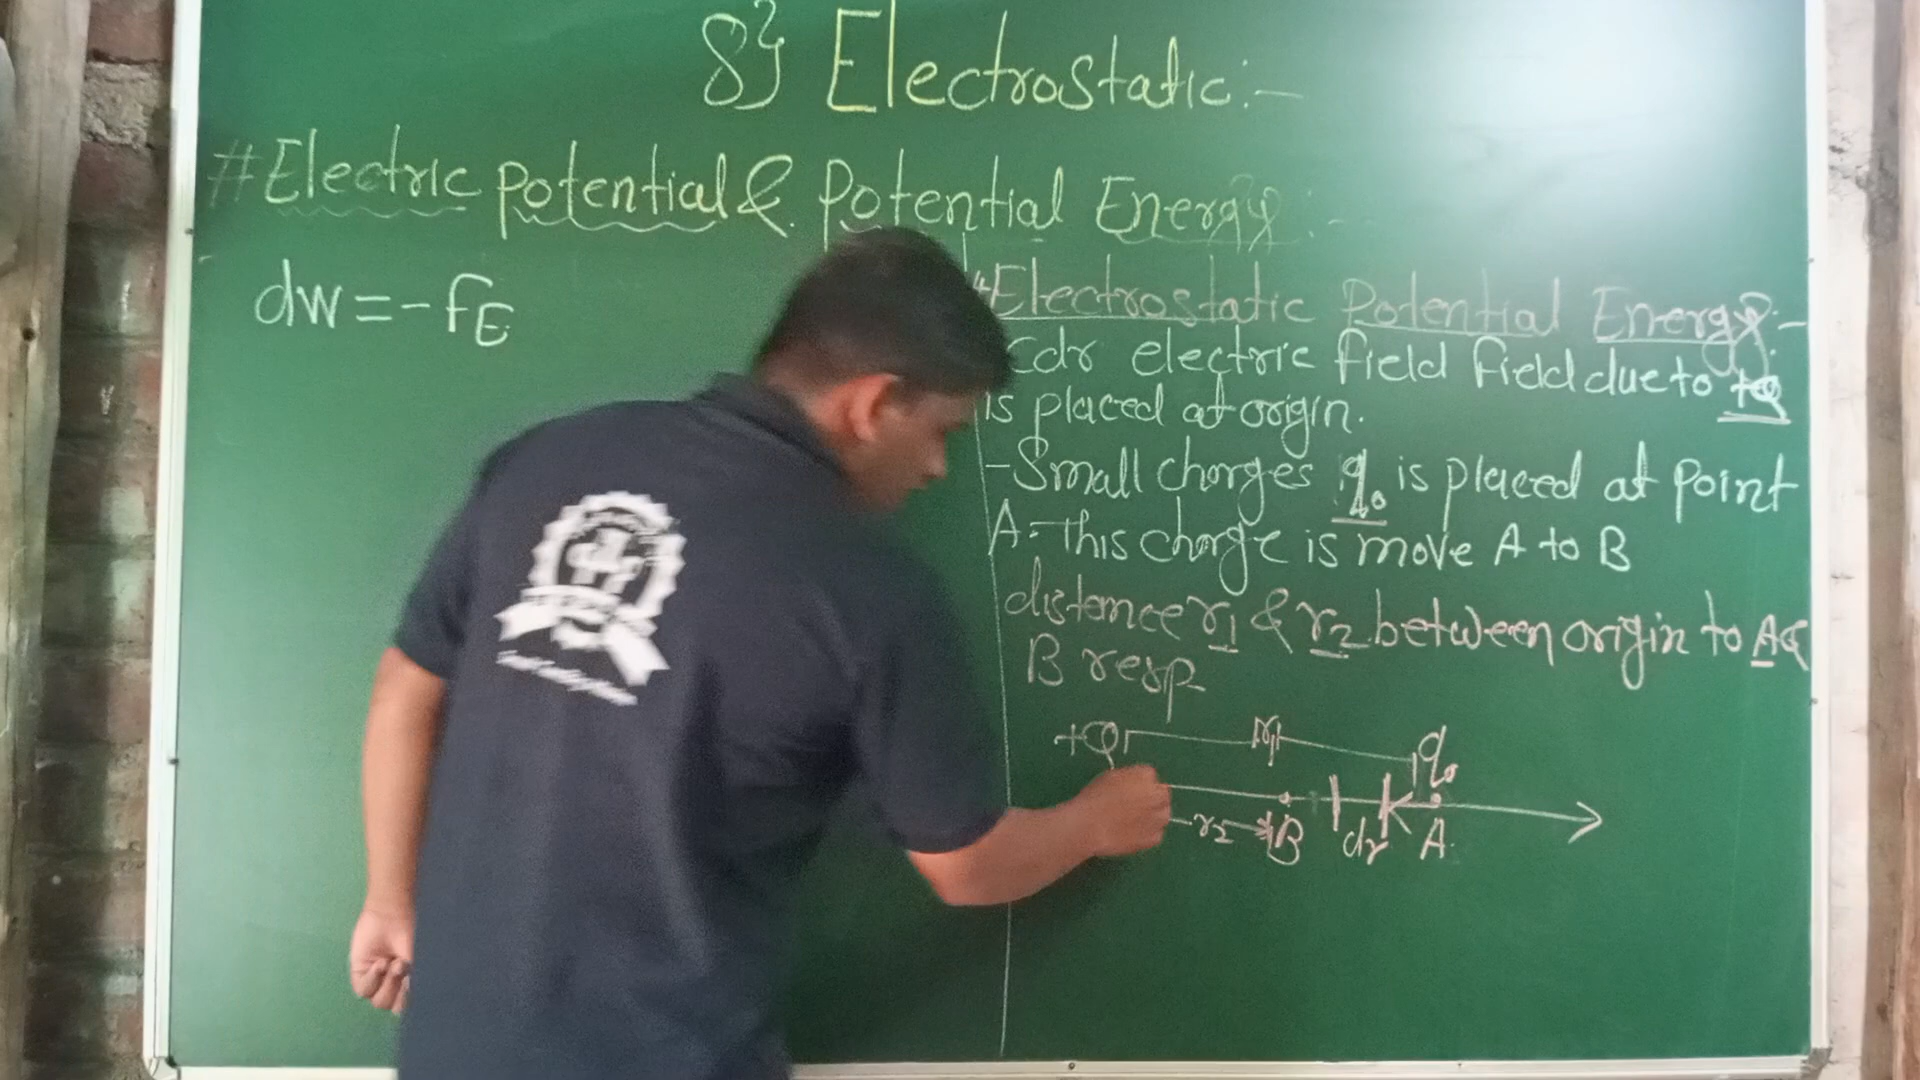 8} Electrostatic:-
#Electric potential & Potential Energy:-
dw=-fE
#Electrostatic Potential Energy:-
Cdr electric field field due to +Q
is placed at origin.
-Small charges q₀ is placed at point
A.-This charge is move A to B
distance r₁ & r₂ between origin to A &
B resp.
+Q r₁ q₀
r₂ B dr A